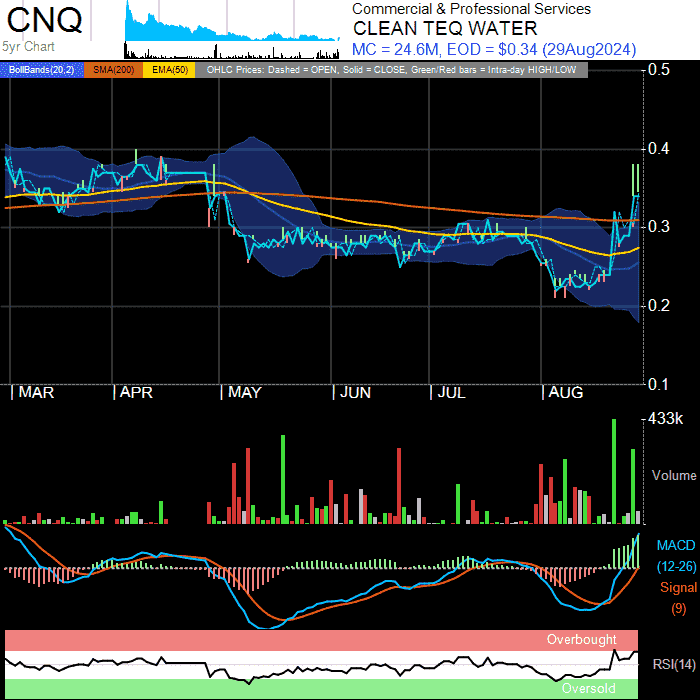 CNQ
5yr Chart
Commercial & Professional Services
CLEAN TEQ WATER
MC = 24.6M, EOD = $0.34 (29Aug2024)
BollBands(20,2) SMA(200) EMA(50) OHLC Prices: Dashed = OPEN, Solid = CLOSE, Green/Red bars = Intra-day HIGH/LOW
0.5
0.4
0.3
0.2
0.1
MAR APR MAY JUN JUL AUG
433k
Volume
MACD
(12-26)
Signal
(9)
Overbought
RSI(14)
Oversold